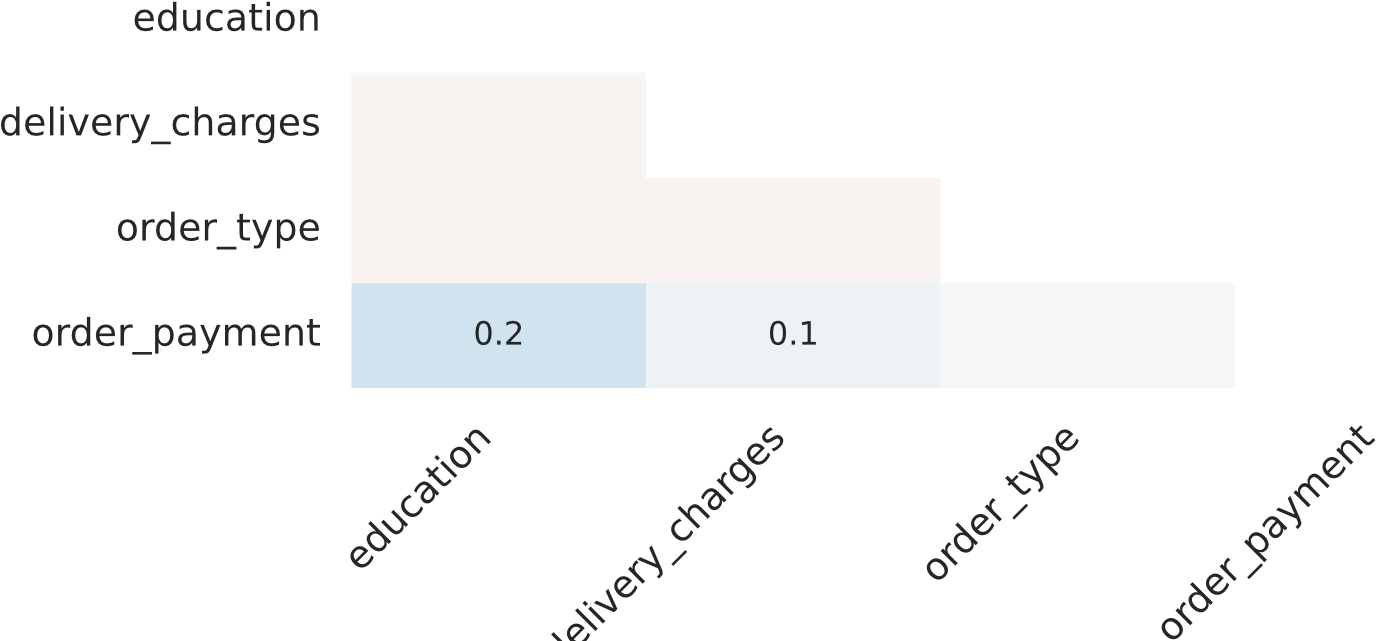 education
delivery_charges
order_type
order_payment 0.2 0.1
education
delivery_charges
order_type
order_payment